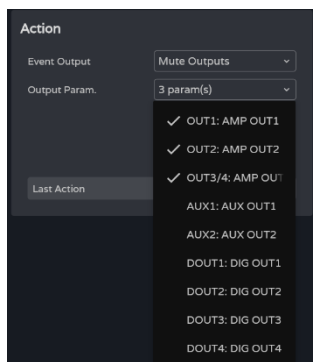 Action
Event Output
Mute Outputs
Output Param.
3 param(s)
OUT1: AMP OUT1
OUT2: AMP OUT2
OUT3/4: AMP OUT
AUX1: AUX OUT1
Last Action
AUX2: AUX OUT2
DOUT1: DIG OUT1
DOUT2: DIG OUT2
DOUT3: DIG OUT3
DOUT4: DIG OUT4